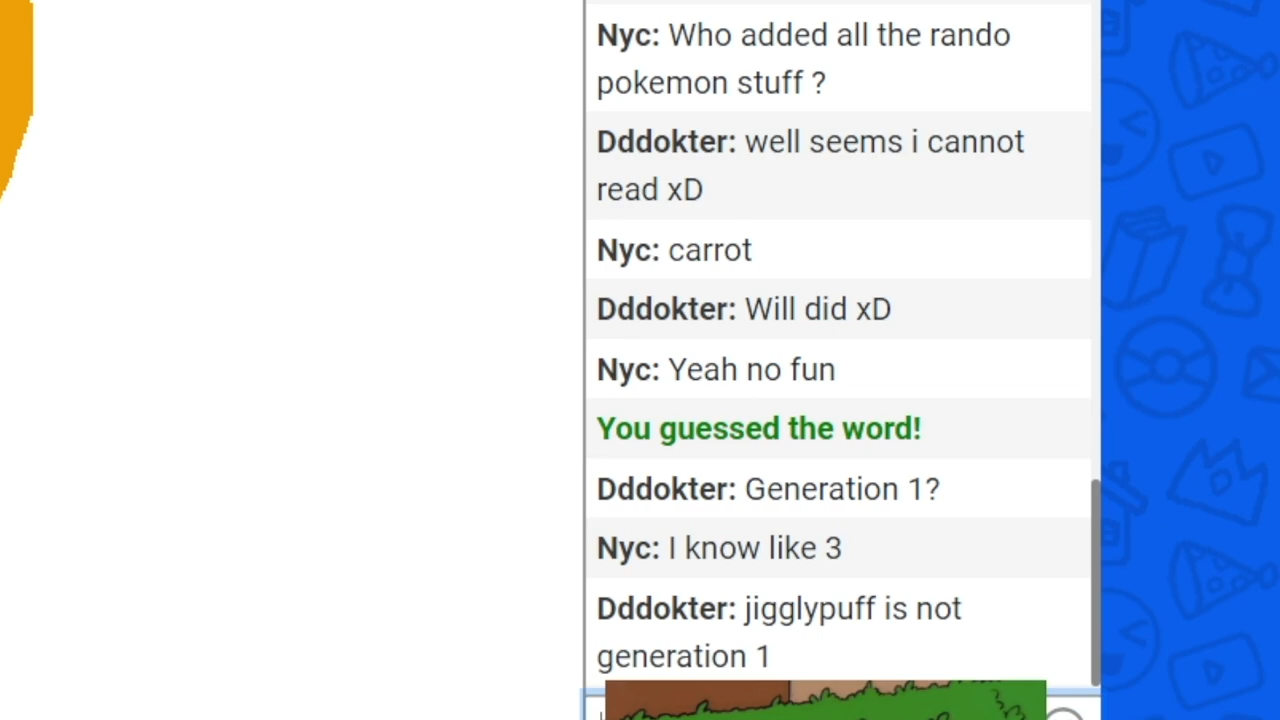 Nyc: Who added all the rando
pokemon stuff ?
Dddokter: well seems i cannot
read xD
Nyc: carrot
Dddokter: Will did xD
Nyc: Yeah no fun
You guessed the word!
Dddokter: Generation 1?
Nyc: I know like 3
Dddokter: jigglypuff is not
generation 1